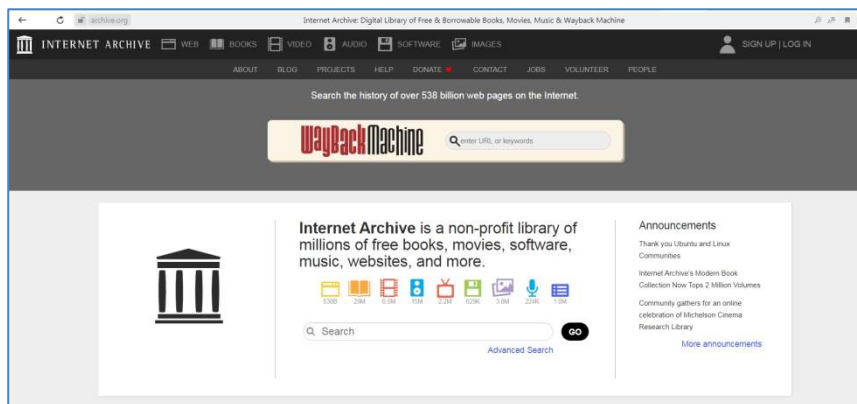 archive.org
Internet Archive: Digital Library of Free & Borrowable Books, Movies, Music & Wayback Machine
INTERNET ARCHIVE WEB BOOKS VIDEO AUDIO SOFTWARE IMAGES SIGN UP | LOG IN
ABOUT BLOG PROJECTS HELP DONATE CONTACT JOBS VOLUNTEER PEOPLE
Search the history of over 538 billion web pages on the Internet.
WayBackMachine
enter URL or keywords
Internet Archive is a non-profit library of
millions of free books, movies, software,
music, websites, and more.
538B 29M 6.9M 15M 2.2M 629K 3.8M 224K 1.0M
Search
GO
Advanced Search
Announcements
Thank you Ubuntu and Linux
Communities
Internet Archive's Modern Book
Collection Now Tops 2 Million Volumes
Community gathers for an online
celebration of Michelson Cinema
Research Library
More announcements